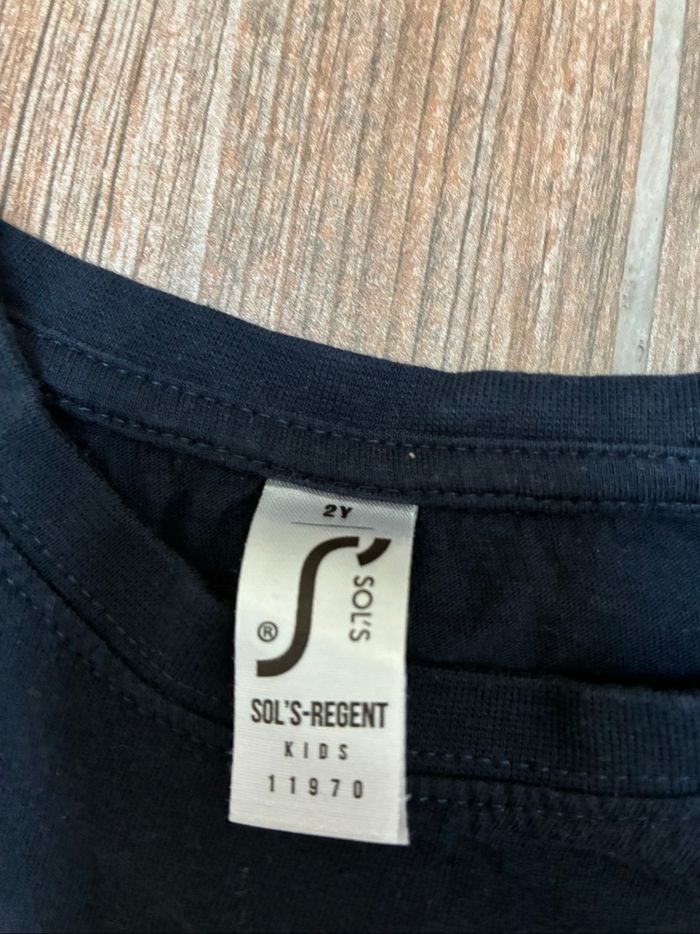 2Y
SOL'S
®
SOL'S-REGENT
KIDS
11970